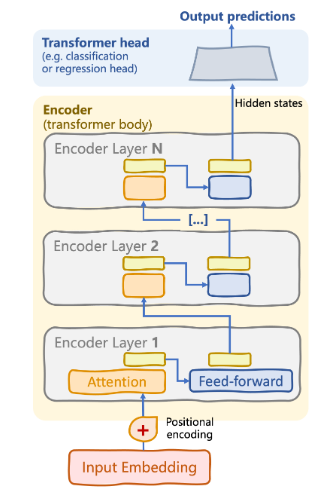 Output predictions
Transformer head
(e.g. classification
or regression head)
Hidden states
Encoder
(transformer body)
Encoder Layer N
[...]
Encoder Layer 2
Encoder Layer 1
Attention
Feed-forward
+
Positional
encoding
Input Embedding